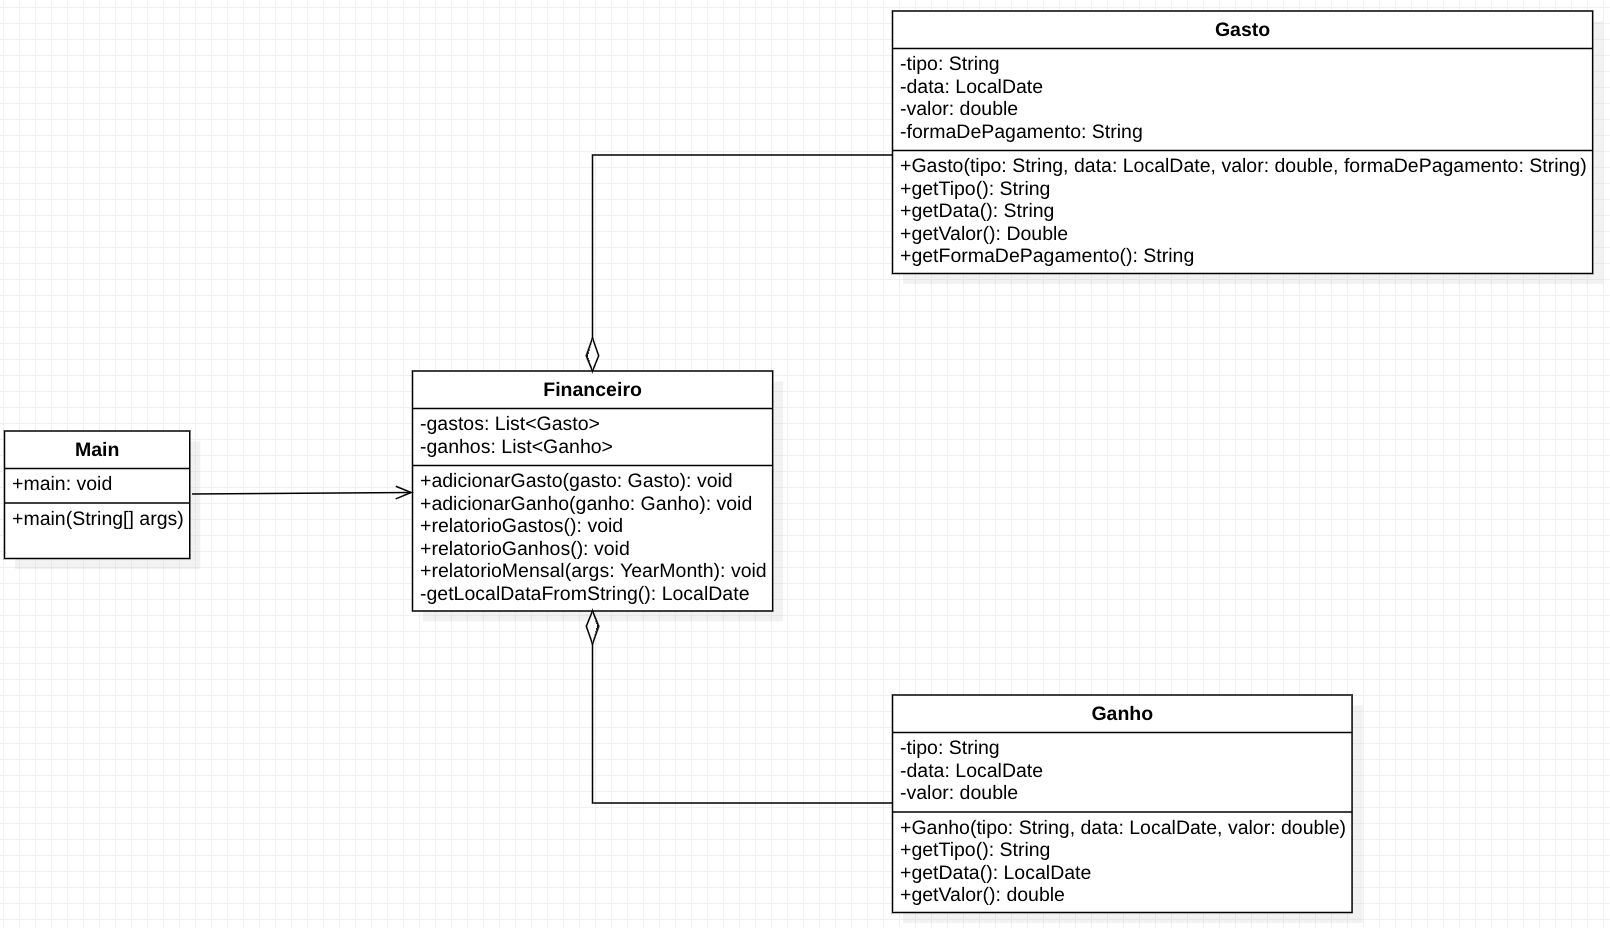 Gasto
-tipo: String
-data: LocalDate
-valor: double
-formaDePagamento: String
+Gasto(tipo: String, data: LocalDate, valor: double, formaDePagamento: String)
+getTipo(): String
+getData(): String
+getValor(): Double
+getFormaDePagamento(): String
Financeiro
-gastos: List<Gasto>
-ganhos: List<Ganho>
+adicionarGasto(gasto: Gasto): void
+adicionarGanho(ganho: Ganho): void
+relatorioGastos(): void
+relatorioGanhos(): void
+relatorioMensal(args: YearMonth): void
-getLocalDataFromString(): LocalDate
Main
+main: void
+main(String[] args)
Ganho
-tipo: String
-data: LocalDate
-valor: double
+Ganho(tipo: String, data: LocalDate, valor: double)
+getTipo(): String
+getData(): LocalDate
+getValor(): double